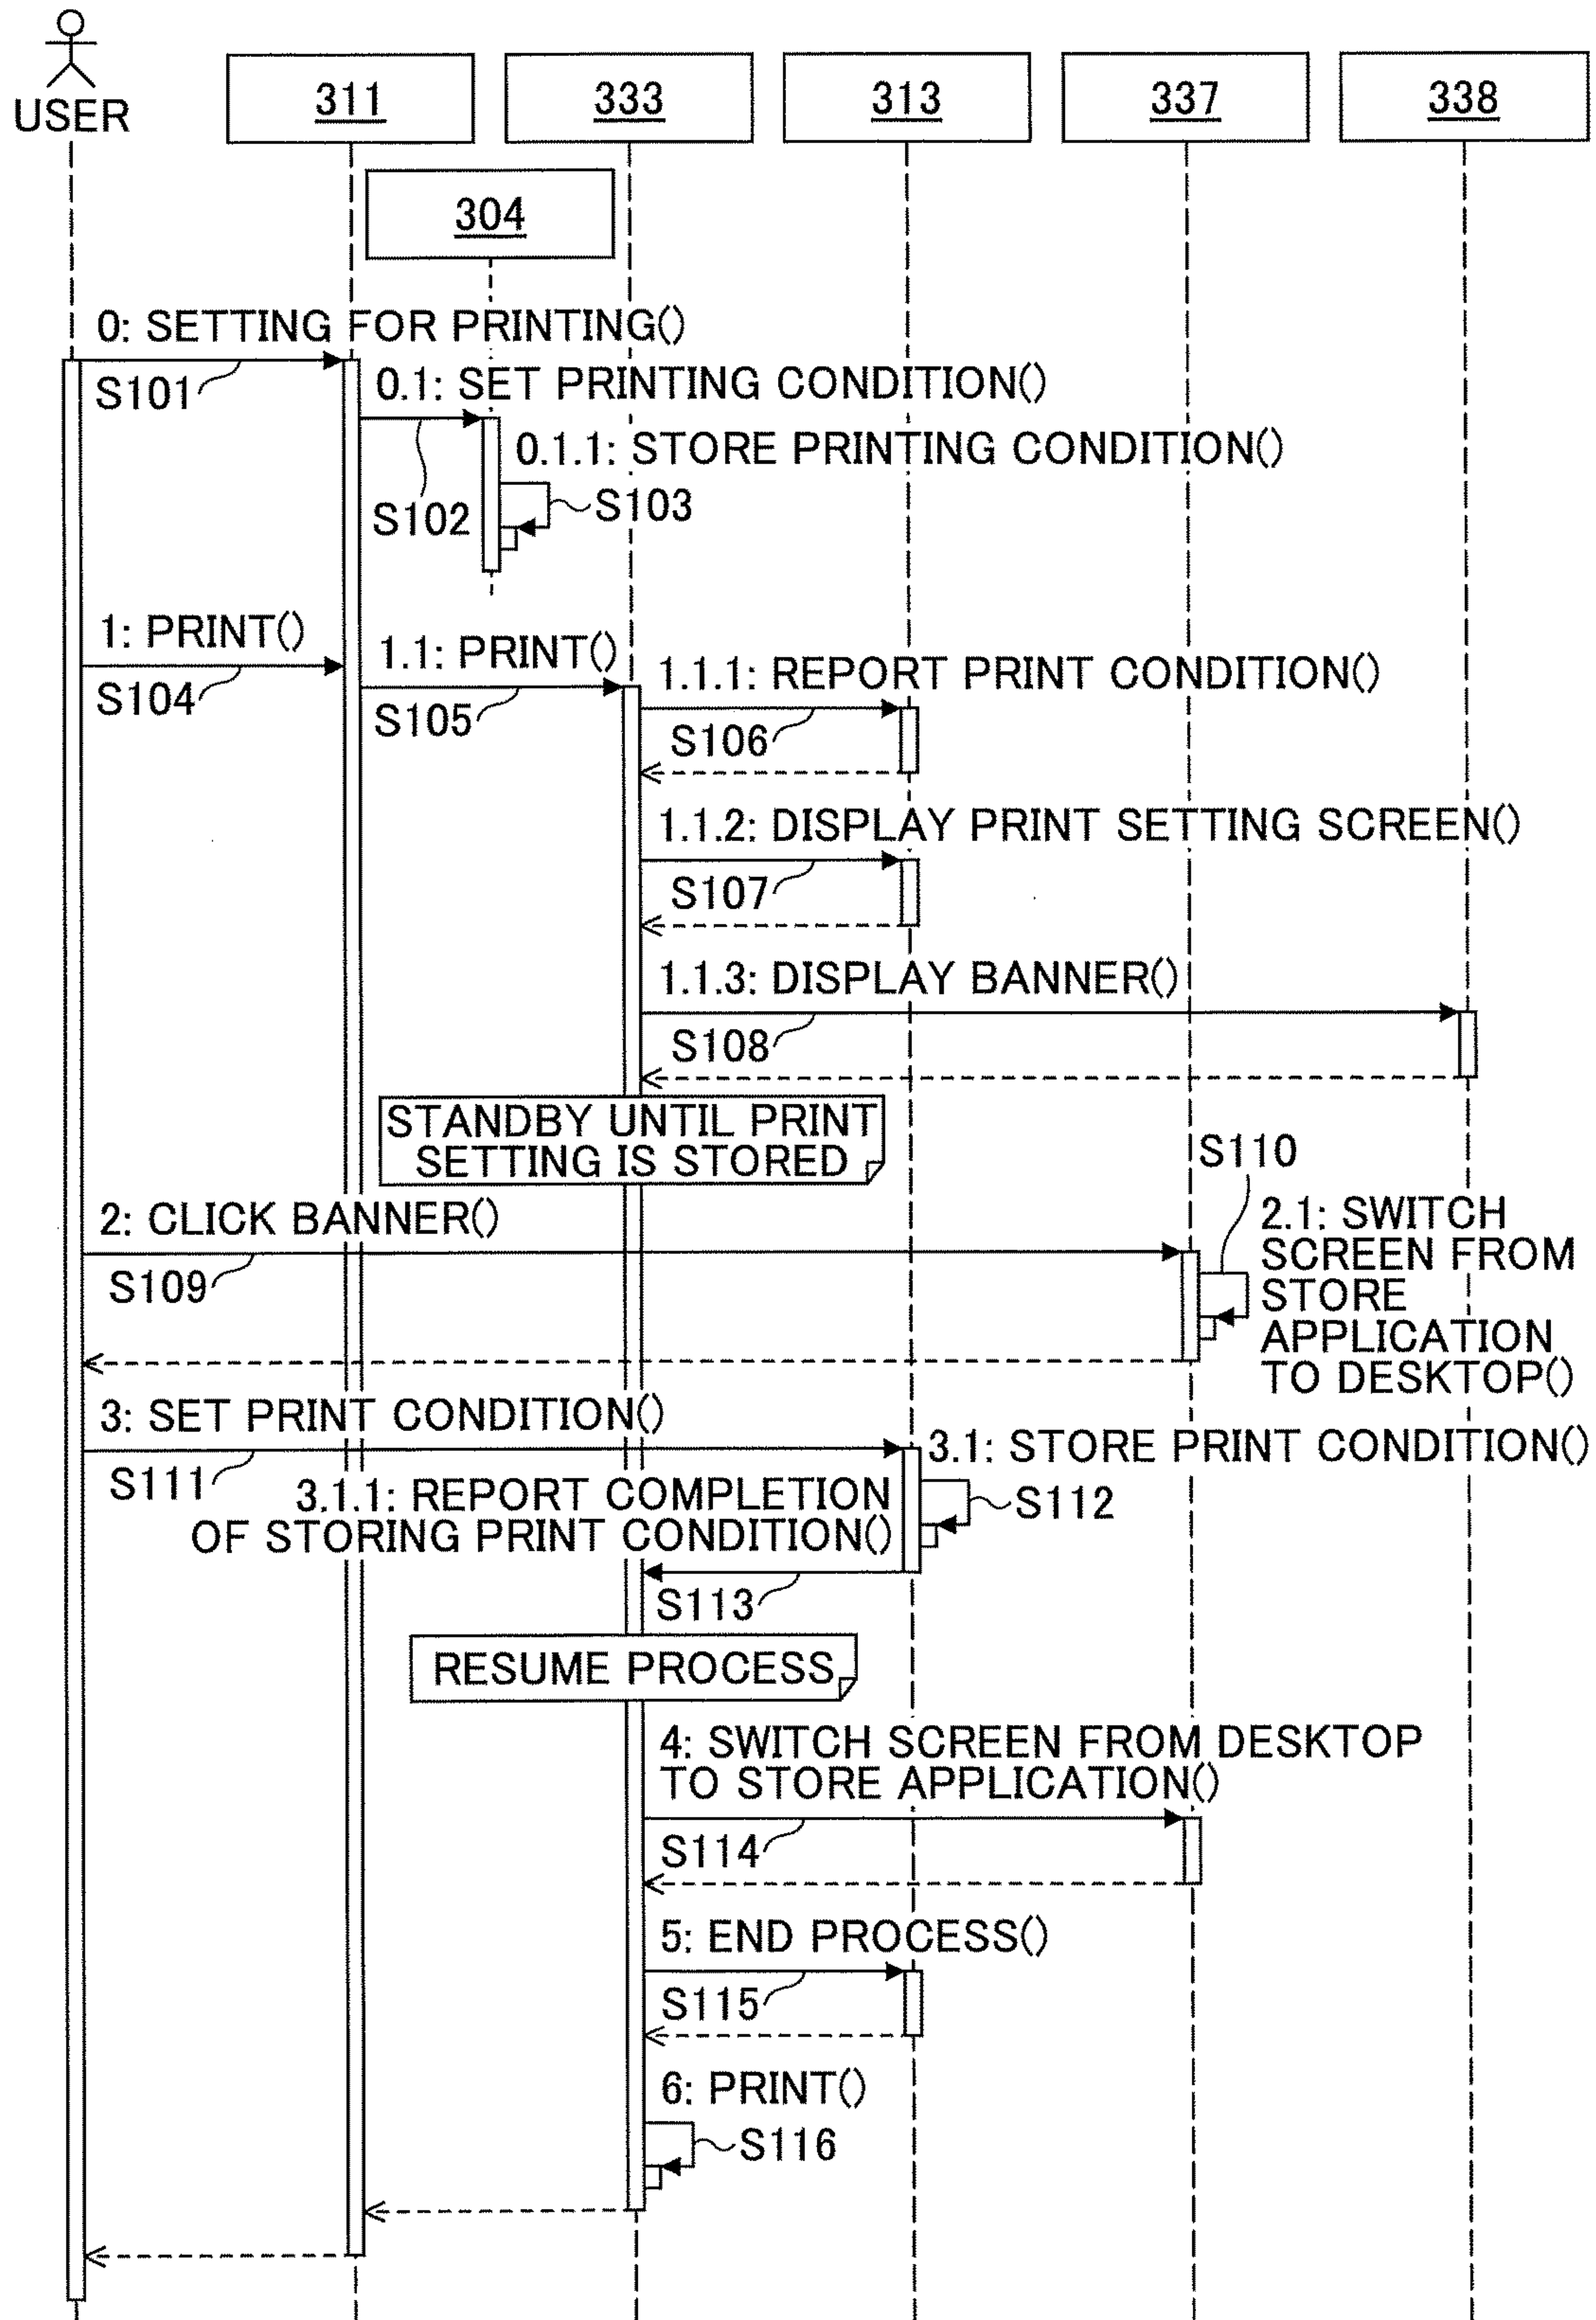 USER
311
333
313
337
338
304
0: SETTING FOR PRINTING()
S101
0.1: SET PRINTING CONDITION()
S102
0.1.1: STORE PRINTING CONDITION()
S103
1: PRINT()
S104
1.1: PRINT()
S105
1.1.1: REPORT PRINT CONDITION()
S106
1.1.2: DISPLAY PRINT SETTING SCREEN()
S107
1.1.3: DISPLAY BANNER()
S108
STANDBY UNTIL PRINT
SETTING IS STORED
2: CLICK BANNER()
S109
S110
2.1: SWITCH
SCREEN FROM
STORE
APPLICATION
TO DESKTOP()
3: SET PRINT CONDITION()
S111
3.1: STORE PRINT CONDITION()
S112
3.1.1: REPORT COMPLETION
OF STORING PRINT CONDITION()
S113
RESUME PROCESS
4: SWITCH SCREEN FROM DESKTOP
TO STORE APPLICATION()
S114
5: END PROCESS()
S115
6: PRINT()
S116